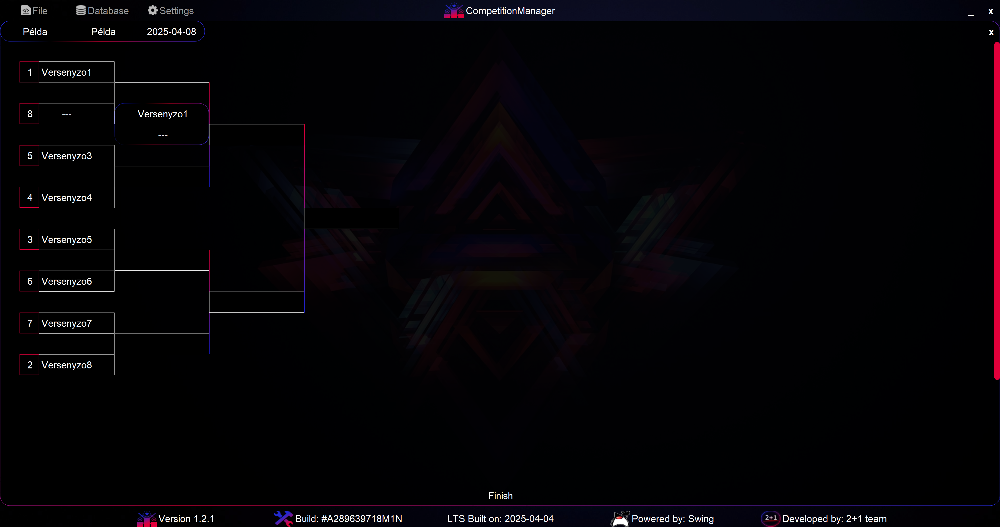 File Database Settings CompetitionManager _ x
Példa Példa 2025-04-08 x
1 Versenyzo1
8 --- Versenyzo1
---
5 Versenyzo3
4 Versenyzo4
3 Versenyzo5
6 Versenyzo6
7 Versenyzo7
2 Versenyzo8
Finish
Version 1.2.1 Build: #A289639718M1N LTS Built on: 2025-04-04 Powered by: Swing 2+1 Developed by: 2+1 team